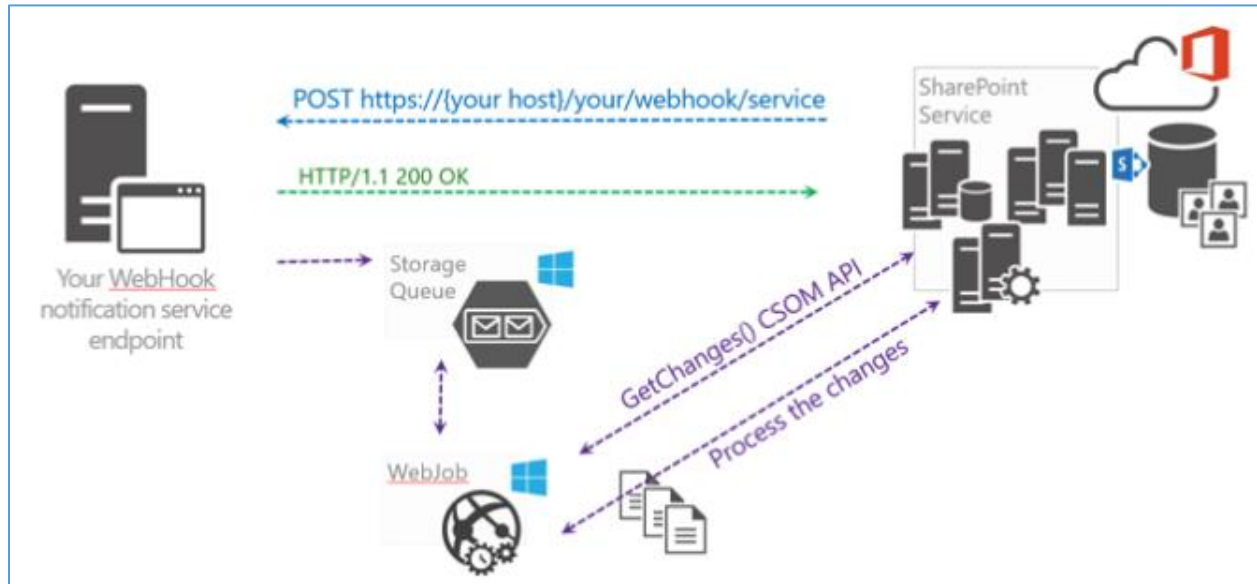 POST https://{your host}/your/webhook/service
SharePoint
Service
HTTP/1.1 200 OK
S
Your WebHook
notification service
endpoint
Storage
Queue
GetChanges() CSOM API
Process the changes
WebJob